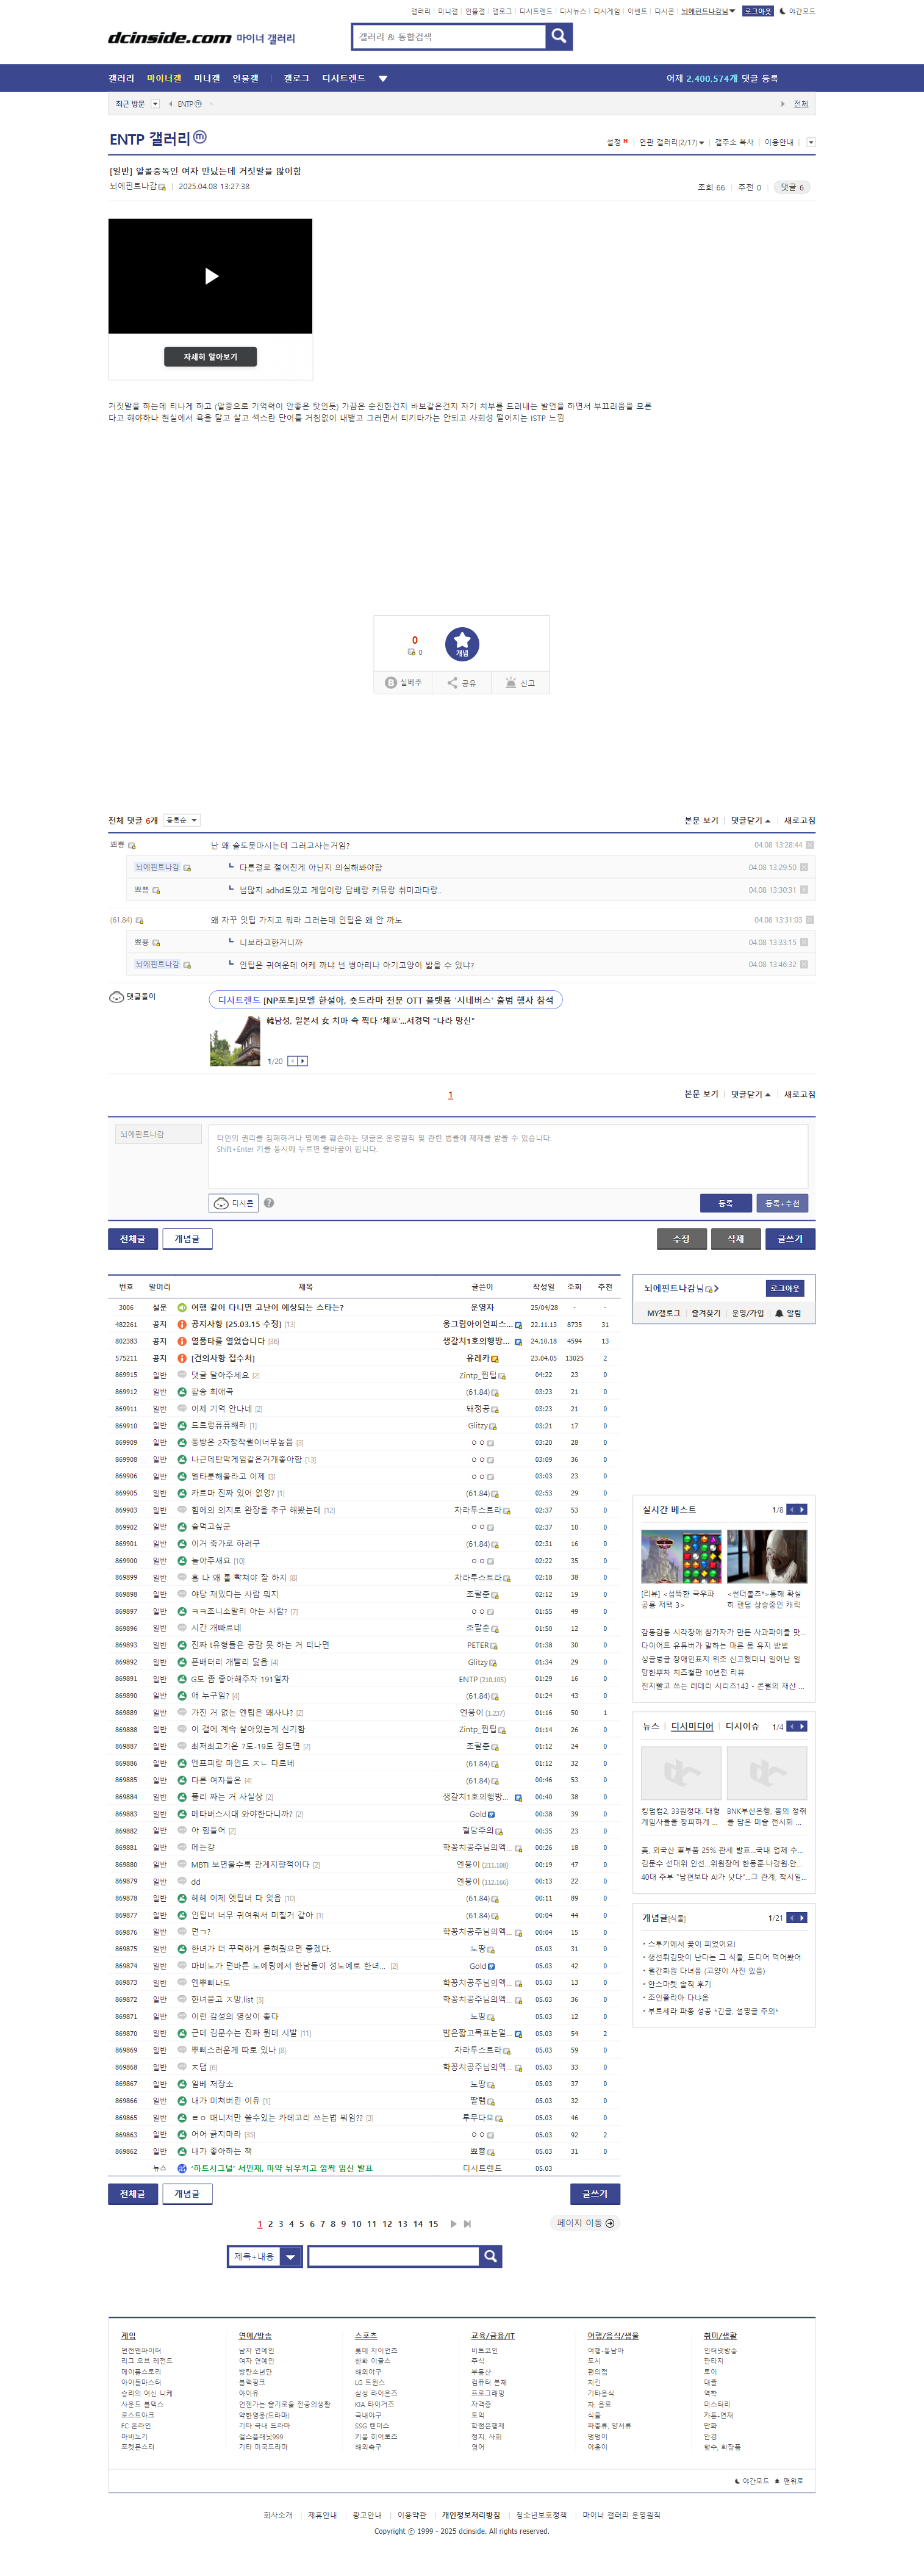 갤러리 미니갤 인물갤 갤로그 디시트렌드 디시뉴스 디시게임 이벤트 디시콘 뇌에핀트나감님 로그아웃 야간모드
dcinside.com 마이너 갤러리
갤러리 & 통합검색
갤러리 마이너갤 미니갤 인물갤 갤로그 디시트렌드
어제 2,400,574개 댓글 등록
최근 방문 ENTP 전체
ENTP 갤러리
설정 연관 갤러리(2/17) 갤주소 복사 이용안내
[일반] 알콜중독인 여자 만났는데 거짓말을 많이함
뇌에핀트나감 2025.04.08 13:27:38
조회 66 추천 0 댓글 6
자세히 알아보기
거짓말을 하는데 티나게 하고 (알중으로 기억력이 안좋은 탓인듯) 가끔은 순진한건지 바보같은건지 자기 치부를 드러내는 발언을 하면서 부끄러움을 모른
다고 해야하나 현실에서 욕을 달고 살고 섹스란 단어를 거침없이 내뱉고 그러면서 티키타가는 안되고 사회성 떨어지는 ISTP 느낌
0
0
개념
실베추 공유 신고
전체 댓글 6개 등록순
본문 보기 댓글닫기 새로고침
뾰뿅 난 왜 술도못마시는데 그러고사는거임? 04.08 13:28:44
뇌에핀트나감 다른걸로 절여진게 아닌지 의심해봐야함 04.08 13:29:50
뾰뿅 넘많지 adhd도있고 게임이랑 담배랑 커뮤랑 취미과다랑.. 04.08 13:30:31
(61.84) 왜 자꾸 잇팁 가지고 뭐라 그러는데 인팁은 왜 안 까노 04.08 13:31:03
뾰뿅 니보라고한거니까 04.08 13:33:15
뇌에핀트나감 인팁은 귀여운데 어케 까냐 넌 병아리나 아기고양이 밟을 수 있냐? 04.08 13:46:32
댓글돌이
디시트렌드 [NP포토]모델 한설아, 숏드라마 전문 OTT 플랫폼 '시네버스' 출범 행사 참석
韓남성, 일본서 女 치마 속 찍다 '체포'…서경덕 "나라 망신"
1/20
1
본문 보기 댓글닫기 새로고침
뇌에핀트나감
타인의 권리를 침해하거나 명예를 훼손하는 댓글은 운영원칙 및 관련 법률에 제재를 받을 수 있습니다.
Shift+Enter 키를 동시에 누르면 줄바꿈이 됩니다.
디시콘 등록 등록+추천
전체글 개념글 수정 삭제 글쓰기
번호 말머리 제목 글쓴이 작성일 조회 추천
3006 설문 여행 같이 다니면 고난이 예상되는 스타는? 운영자 25/04/28 - -
482261 공지 공지사항 [25.03.15 수정] [13] 웅그림아이언피스... 22.11.13 8735 31
802383 공지 열품타를 열었습니다 [36] 생갈치1호의행방... 24.10.18 4594 13
575211 공지 [건의사항 접수처] 유레카 23.04.05 13025 2
869915 일반 댓글 달아주세요 [2] Zintp_찐팁 04:22 23 0
869912 일반 팝송 최애곡 (61.84) 03:23 21 0
869911 일반 이제 기억 안나네 [2] 돼정공 03:23 21 0
869910 일반 드르렁퓨퓨해라 [1] Glitzy 03:21 17 0
869909 일반 동방은 2차창작퀄이너무높음 [3] ㅇㅇ 03:20 28 0
869908 일반 나근데탄막게임같은거개좋아함 [13] ㅇㅇ 03:09 36 0
869906 일반 멀타툰해볼라고 이제 [3] ㅇㅇ 03:03 23 0
869905 일반 카르마 진짜 있어 없엉? [1] (61.84) 02:53 29 0
869903 일반 힘에의 의지로 완장을 추구 해봤는데 [12] 자라투스트라 02:37 53 0
869902 일반 술먹고싶군 ㅇㅇ 02:37 10 0
869901 일반 이거 죽가로 하려구 (61.84) 02:31 16 0
869900 일반 놀아주새요 [10] ㅇㅇ 02:22 35 0
869899 일반 흠 나 왜 롤 빡쳐야 잘 하지 [8] 자라투스트라 02:18 38 0
869898 일반 야당 재밌다는 사람 뭐지 조팔준 02:12 19 0
869897 일반 ㅋㅋ조니소말리 아는 사람? [7] ㅇㅇ 01:55 49 0
869896 일반 시간 개빠르네 조팔준 01:50 12 0
869893 일반 진짜 t유형들은 공감 못 하는 거 티나면 PETER 01:38 30 0
869892 일반 폰배터리 개빨리 닳음 [4] Glitzy 01:34 29 0
869891 일반 G도 좀 좋아해주자 191일차 ENTP (210.105) 01:29 16 0
869890 일반 얘 누구임? [4] (61.84) 01:24 43 0
869889 일반 가진 거 없는 엔팁은 왜사냐? [2] 엔붕이 (1.237) 01:16 50 1
869888 일반 이 갤에 계속 살아있는게 신기함 Zintp_찐팁 01:14 26 0
869887 일반 최저최고기온 7도-19도 정도면 [2] 조팔준 01:12 24 0
869886 일반 엔프피랑 마인드 ㅈㄴ 다르네 (61.84) 01:12 32 0
869885 일반 다른 여자들은 [4] (61.84) 00:46 53 0
869884 일반 플리 짜는 거 사실상 [2] 생갈치1호의행방... 00:40 38 0
869883 일반 메타버스시대 와야한다니까? [2] Gold 00:38 39 0
869882 일반 아 힘들어 [2] 혈당주의 00:35 23 0
869881 일반 메는강 학꽁치공주님의역... 00:26 18 0
869880 일반 MBTI 보면볼수록 관계지향적이다 [2] 엔붕이 (211.108) 00:19 47 0
869879 일반 dd 엔붕이 (112.166) 00:13 22 0
869878 일반 헤헤 이제 엣팁녀 다 잊음 [10] (61.84) 00:11 89 0
869877 일반 인팁녀 너무 귀여워서 미칠거 같아 [1] (61.84) 00:04 44 0
869876 일반 던ㄱ? 학꽁치공주님의역... 00:04 15 0
869875 일반 한녀가 더 꾸덕하게 묻혀줬으면 좋겠다. 노땅 05.03 31 0
869874 일반 마비노가 던바튼 노예팅에서 한남들이 성노예로 한녀... [2] Gold 05.03 42 0
869873 일반 엔뿌삐나도 학꽁치공주님의역... 05.03 13 0
869872 일반 한녀묻고 ㅈ망.list [3] 학꽁치공주님의역... 05.03 36 0
869871 일반 이런 감성의 영상이 좋다 노땅 05.03 12 0
869870 일반 근데 김문수는 진짜 뭔데 시발 [11] 밤은짧고목표는멀... 05.03 54 2
869869 일반 뿌삐스러운게 따로 있나 [8] 자라투스트라 05.03 59 0
869868 일반 ㅈ댐 [6] 학꽁치공주님의역... 05.03 33 0
869867 일반 일베 저장소 노땅 05.03 37 0
869866 일반 내가 미쳐버린 이유 [1] 딸램 05.03 32 0
869865 일반 ㄹㅇ 매니저만 쓸수있는 카테고리 쓰는법 뭐임?? [3] 루무다모 05.03 46 0
869863 일반 어어 긁지마라 [35] ㅇㅇ 05.03 92 2
869862 일반 내가 좋아하는 책 뾰뿅 05.03 31 0
뉴스 '하트시그널' 서민재, 마약 뉘우치고 깜짝 임신 발표 디시트렌드 05.03
전체글 개념글 글쓰기
1 2 3 4 5 6 7 8 9 10 11 12 13 14 15 페이지 이동
제목+내용
뇌에핀트나감님 로그아웃
MY갤로그 즐겨찾기 운영/가입 알림
실시간 베스트 1/8
[리뷰] <섬뜩한 국우파 공룡 저택 3>
<썬더볼츠*>통해 확실히 팬덤 상승중인 캐릭
감동감동 시각장애 참가자가 만든 사과파이를 맛...
다이어트 유튜버가 말하는 마른 몸 유지 방법
싱글벙글 장애인표지 위조 신고했더니 일어난 일
망한뿌차 치즈철판 10년전 리뷰
진지빨고 쓰는 레데리 시리즈143 - 콘월의 재산 ...
뉴스 디시미디어 디시이슈 1/4
킹덤컴2, 33원정대. 대형 게임사들을 창피하게 ...
BNK부산은행, 봄의 정취를 담은 미술 전시회 ...
美, 외국산 車부품 25% 관세 발표…국내 업체 수...
김문수 선대위 인선…위원장에 한동훈·나경원·안...
40대 주부 "남편보다 AI가 낫다"…그 관계, 착시일...
개념글[식물] 1/21
스투키에서 꽃이 피었어요!
생선튀김맛이 난다는 그 식물, 드디어 먹어봤어
월간화원 다녀옴 (고양이 사진 있음)
안스마켓 솔직 후기
조인폴리아 다녀옴
부르세라 파종 성공 *긴글, 설명글 주의*
게임
언전앤파이터
리그 오브 레전드
메이플스토리
아이돌마스터
승리의 여신 니케
사운드 볼텍스
로스트아크
FC 온라인
마비노기
포켓몬스터
연예/방송
남자 연예인
여자 연예인
방탄소년단
블랙핑크
아이유
언젠가는 슬기로울 전공의생활
약한영웅(드라마)
기타 국내 드라마
걸스플래닛999
기타 미국드라마
스포츠
롯데 자이언츠
한화 이글스
해외야구
LG 트윈스
삼성 라이온즈
KIA 타이거즈
국내야구
SSG 랜더스
키움 히어로즈
해외축구
교육/금융/IT
비트코인
주식
부동산
컴퓨터 본체
프로그래밍
자격증
토익
학점은행제
정치, 사회
영어
여행/음식/생물
여행-동남아
도시
편의점
치킨
기타음식
차, 음료
식물
파충류, 양서류
멍멍이
야옹이
취미/생활
인터넷방송
판타지
토이
대출
역학
미스터리
카툰-연재
만화
안경
향수, 화장품
야간모드 맨위로
회사소개 제휴안내 광고안내 이용약관 개인정보처리방침 청소년보호정책 마이너 갤러리 운영원칙
Copyright ⓒ 1999 - 2025 dcinside. All rights reserved.